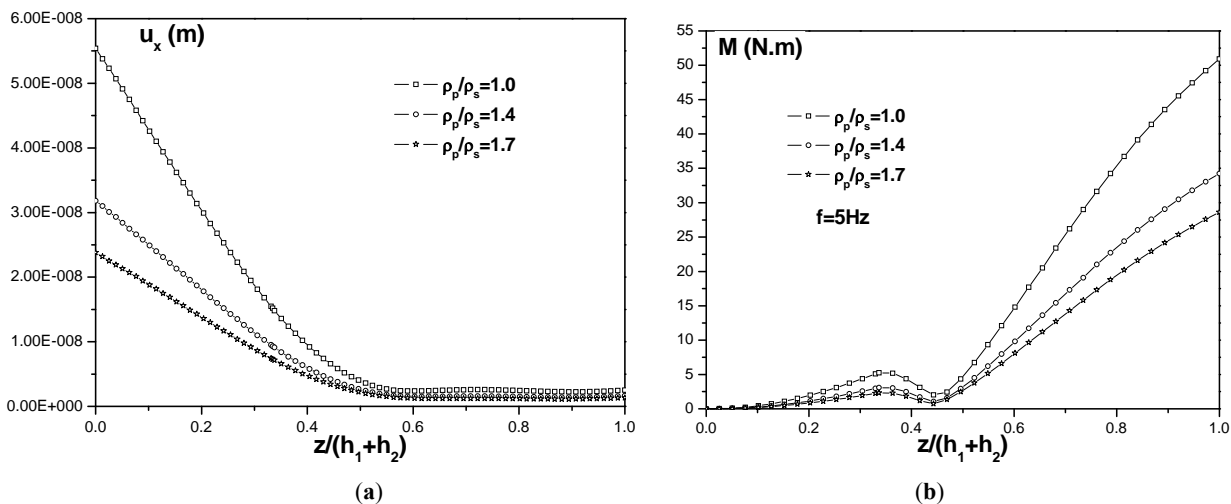 6.00E-008
5.00E-008
4.00E-008
3.00E-008
2.00E-008
1.00E-008
0.00E+000
u_x (m)
ρ_p/ρ_s=1.0
ρ_p/ρ_s=1.4
ρ_p/ρ_s=1.7
0.0 0.2 0.4 0.6 0.8 1.0
z/(h_1+h_2)
(a)
55
50
45
40
35
30
25
20
15
10
5
0
M (N.m)
ρ_p/ρ_s=1.0
ρ_p/ρ_s=1.4
ρ_p/ρ_s=1.7
f=5Hz
0.0 0.2 0.4 0.6 0.8 1.0
z/(h_1+h_2)
(b)